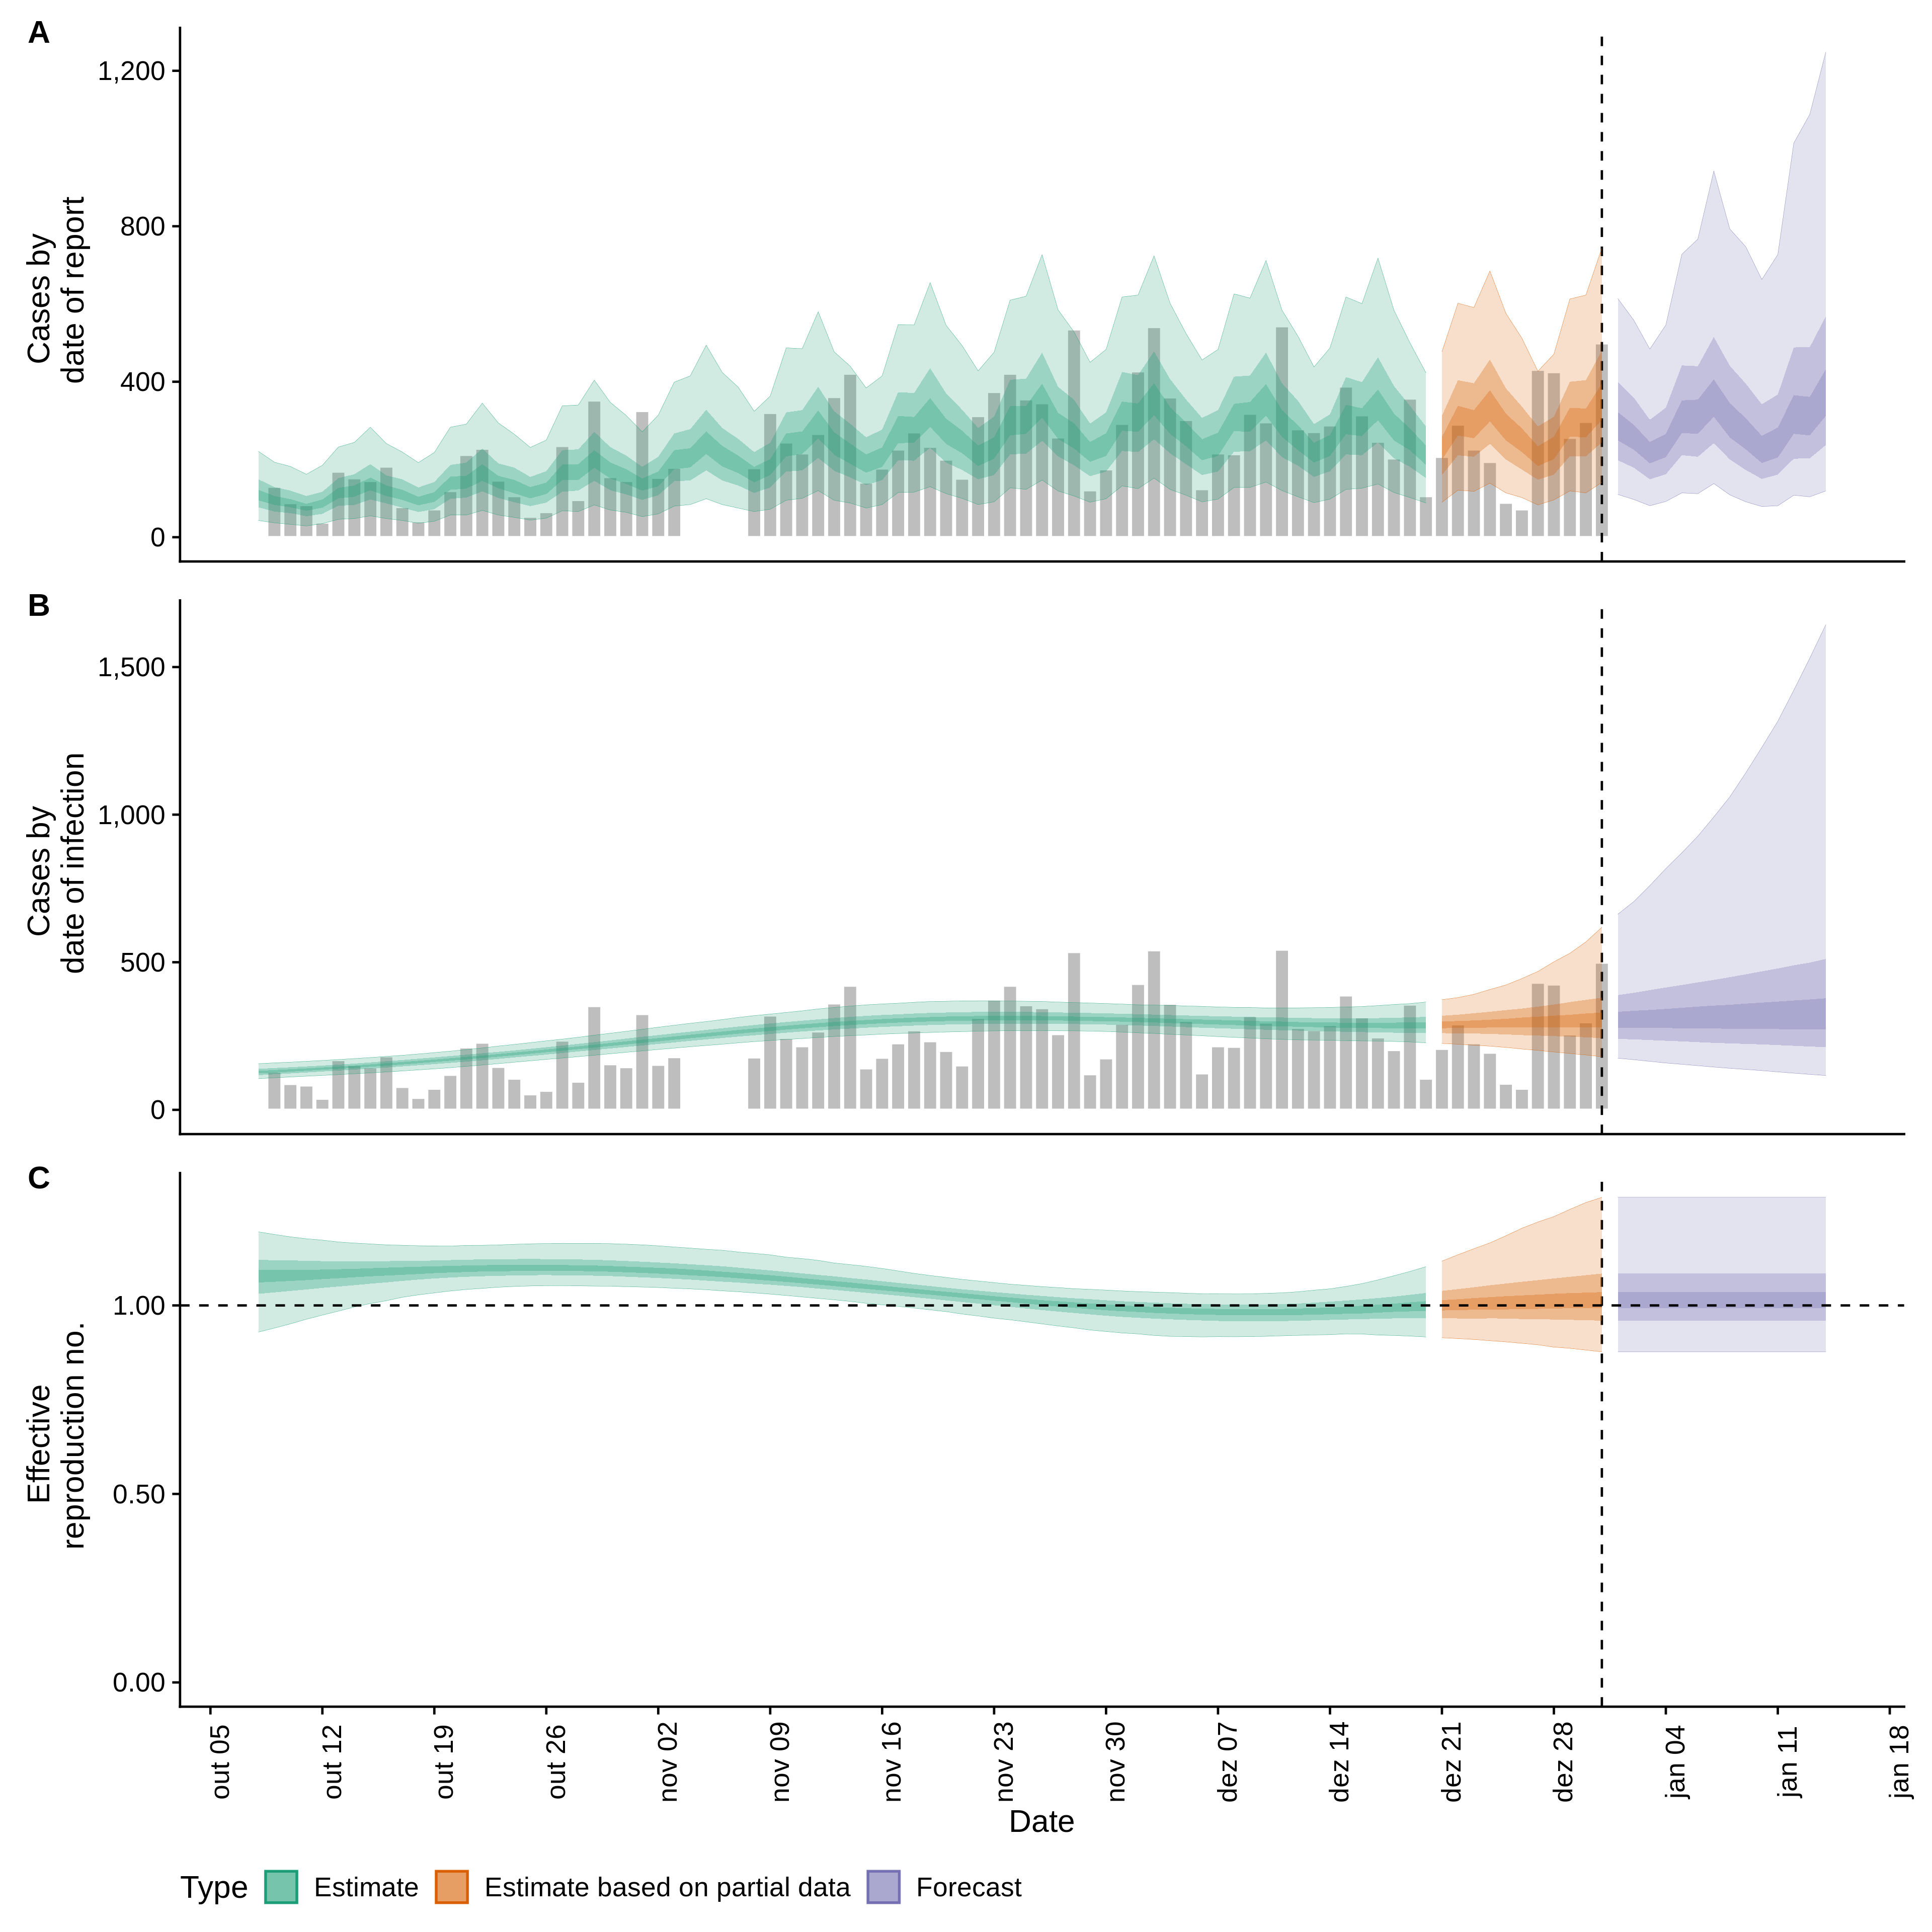 A
1,200
800
400
0
Cases by
date of report
B
1,500
1,000
500
0
Cases by
date of infection
C
1.00
0.50
0.00
Effective
reproduction no.
out 05
out 12
out 19
out 26
nov 02
nov 09
nov 16
nov 23
nov 30
dez 07
dez 14
dez 21
dez 28
jan 04
jan 11
jan 18
Date
Type Estimate Estimate based on partial data Forecast